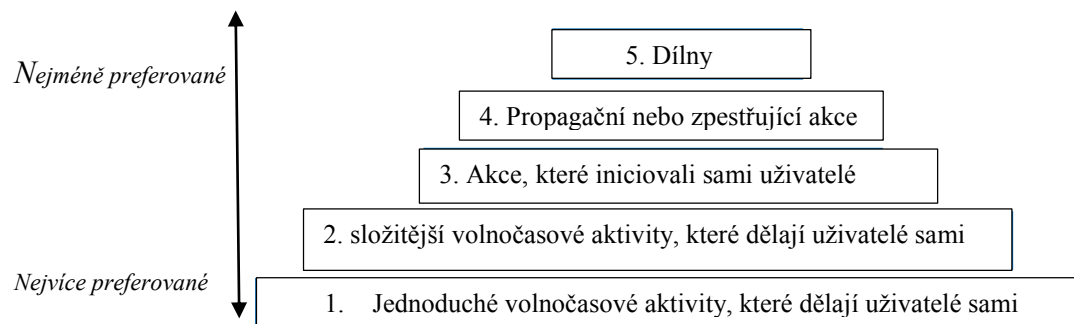 5. Dílny
Nejméně preferované
4. Propagační nebo zpestřující akce
3. Akce, které iniciovali sami uživatelé
2. složitější volnočasové aktivity, které dělají uživatelé sami
Nejvíce preferované
1. Jednoduché volnočasové aktivity, které dělají uživatelé sami